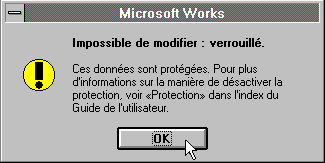 Microsoft Works
Impossible de modifier : verrouillé.
Ces données sont protégées. Pour plus
d'informations sur la manière de désactiver la
protection, voir «Protection» dans l'index du
Guide de l'utilisateur.
OK